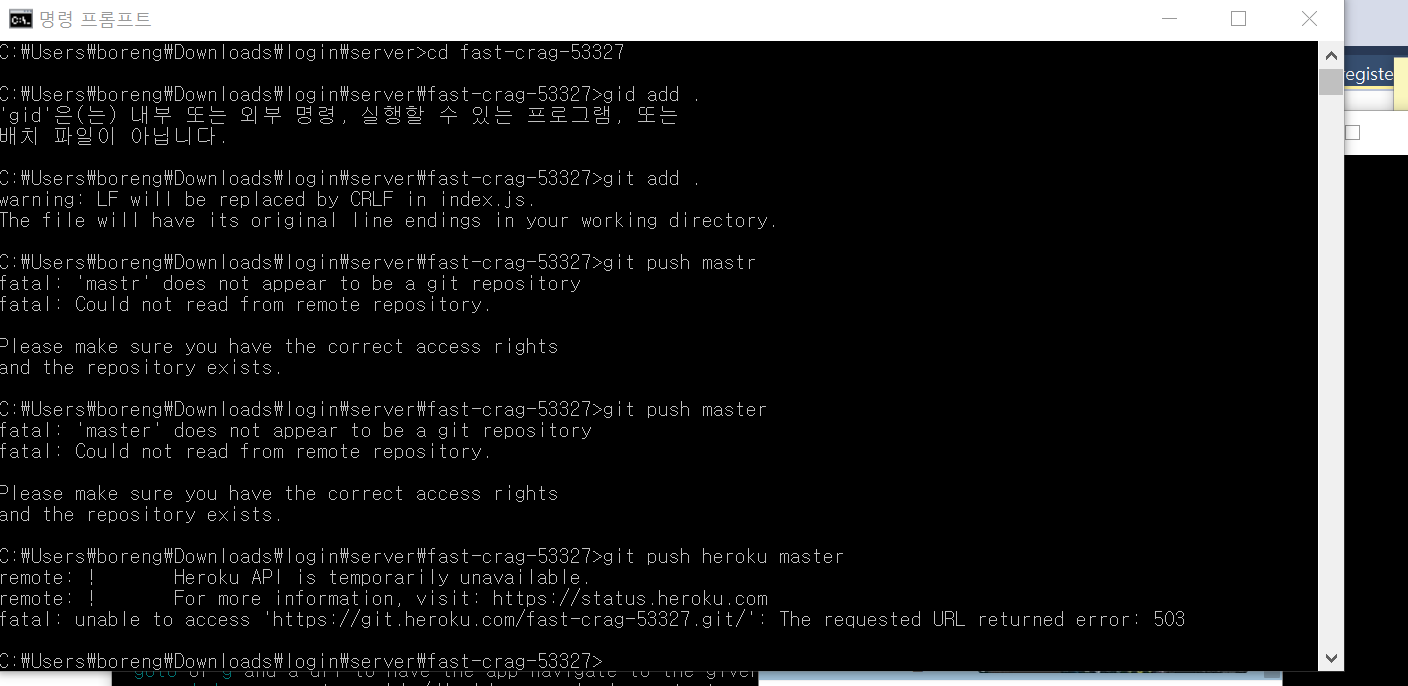 명령 프롬프트
C:₩Users₩boreng₩Downloads₩login₩server>cd fast-crag-53327
C:₩Users₩boreng₩Downloads₩login₩server₩fast-crag-53327>gid add .
'gid'은(는) 내부 또는 외부 명령, 실행할 수 있는 프로그램, 또는
배치 파일이 아닙니다.
C:₩Users₩boreng₩Downloads₩login₩server₩fast-crag-53327>git add .
warning: LF will be replaced by CRLF in index.js.
The file will have its original line endings in your working directory.
C:₩Users₩boreng₩Downloads₩login₩server₩fast-crag-53327>git push mastr
fatal: 'mastr' does not appear to be a git repository
fatal: Could not read from remote repository.
Please make sure you have the correct access rights
and the repository exists.
C:₩Users₩boreng₩Downloads₩login₩server₩fast-crag-53327>git push master
fatal: 'master' does not appear to be a git repository
fatal: Could not read from remote repository.
Please make sure you have the correct access rights
and the repository exists.
C:₩Users₩boreng₩Downloads₩login₩server₩fast-crag-53327>git push heroku master
remote: !       Heroku API is temporarily unavailable.
remote: !       For more information, visit: https://status.heroku.com
fatal: unable to access 'https://git.heroku.com/fast-crag-53327.git/': The requested URL returned error: 503
C:₩Users₩boreng₩Downloads₩login₩server₩fast-crag-53327>
egiste
goto or g and a url to have the app navigate to the given